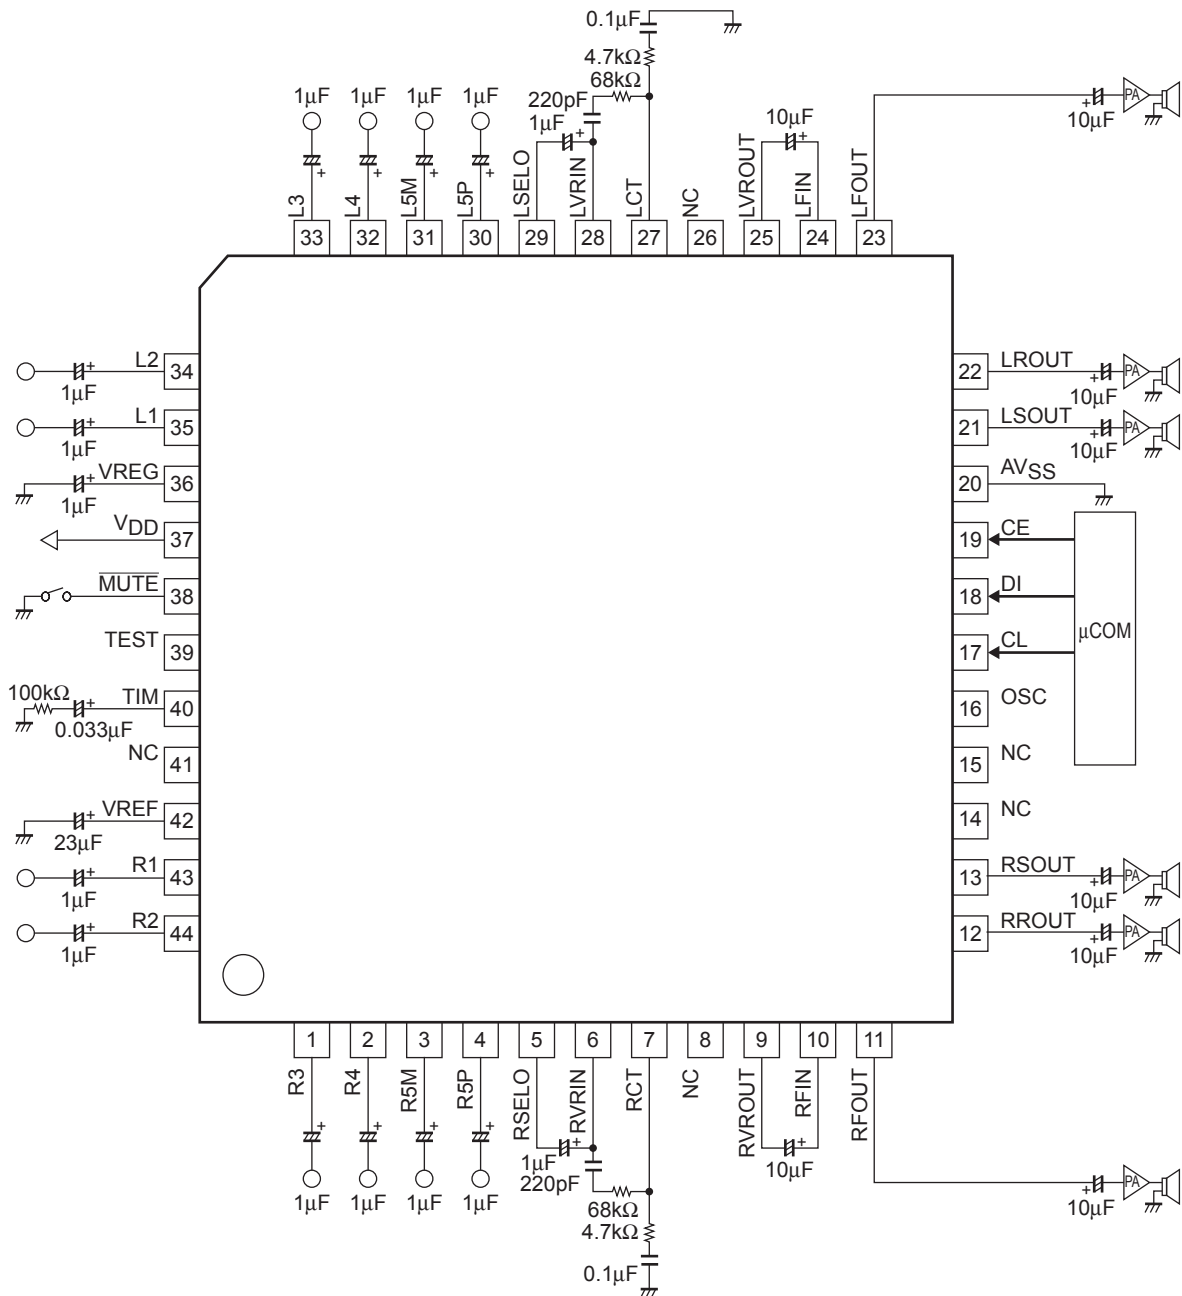 0.1µF
4.7kΩ
68kΩ
1µF 1µF 1µF 1µF
220pF
1µF
10µF
PA
10µF
L3 L4 L5M L5P LSELO LVRIN LCT NC LVROUT LFIN LFOUT
33 32 31 30 29 28 27 26 25 24 23
L2 34
1µF
L1 35
1µF
VREG 36
1µF
VDD 37
MUTE 38
TEST 39
100kΩ
TIM 40
0.033µF
NC 41
VREF 42
23µF
R1 43
1µF
R2 44
1µF
22 LROUT
PA
10µF
21 LSOUT
PA
10µF
20 AVSS
19 CE
18 DI
17 CL
µCOM
16 OSC
15 NC
14 NC
13 RSOUT
PA
10µF
12 RROUT
PA
10µF
1 2 3 4 5 6 7 8 9 10 11
R3 R4 R5M R5P RSELO RVRIN RCT NC RVROUT RFIN RFOUT
1µF
220pF
10µF
PA
10µF
1µF 1µF 1µF 1µF
68kΩ
4.7kΩ
0.1µF